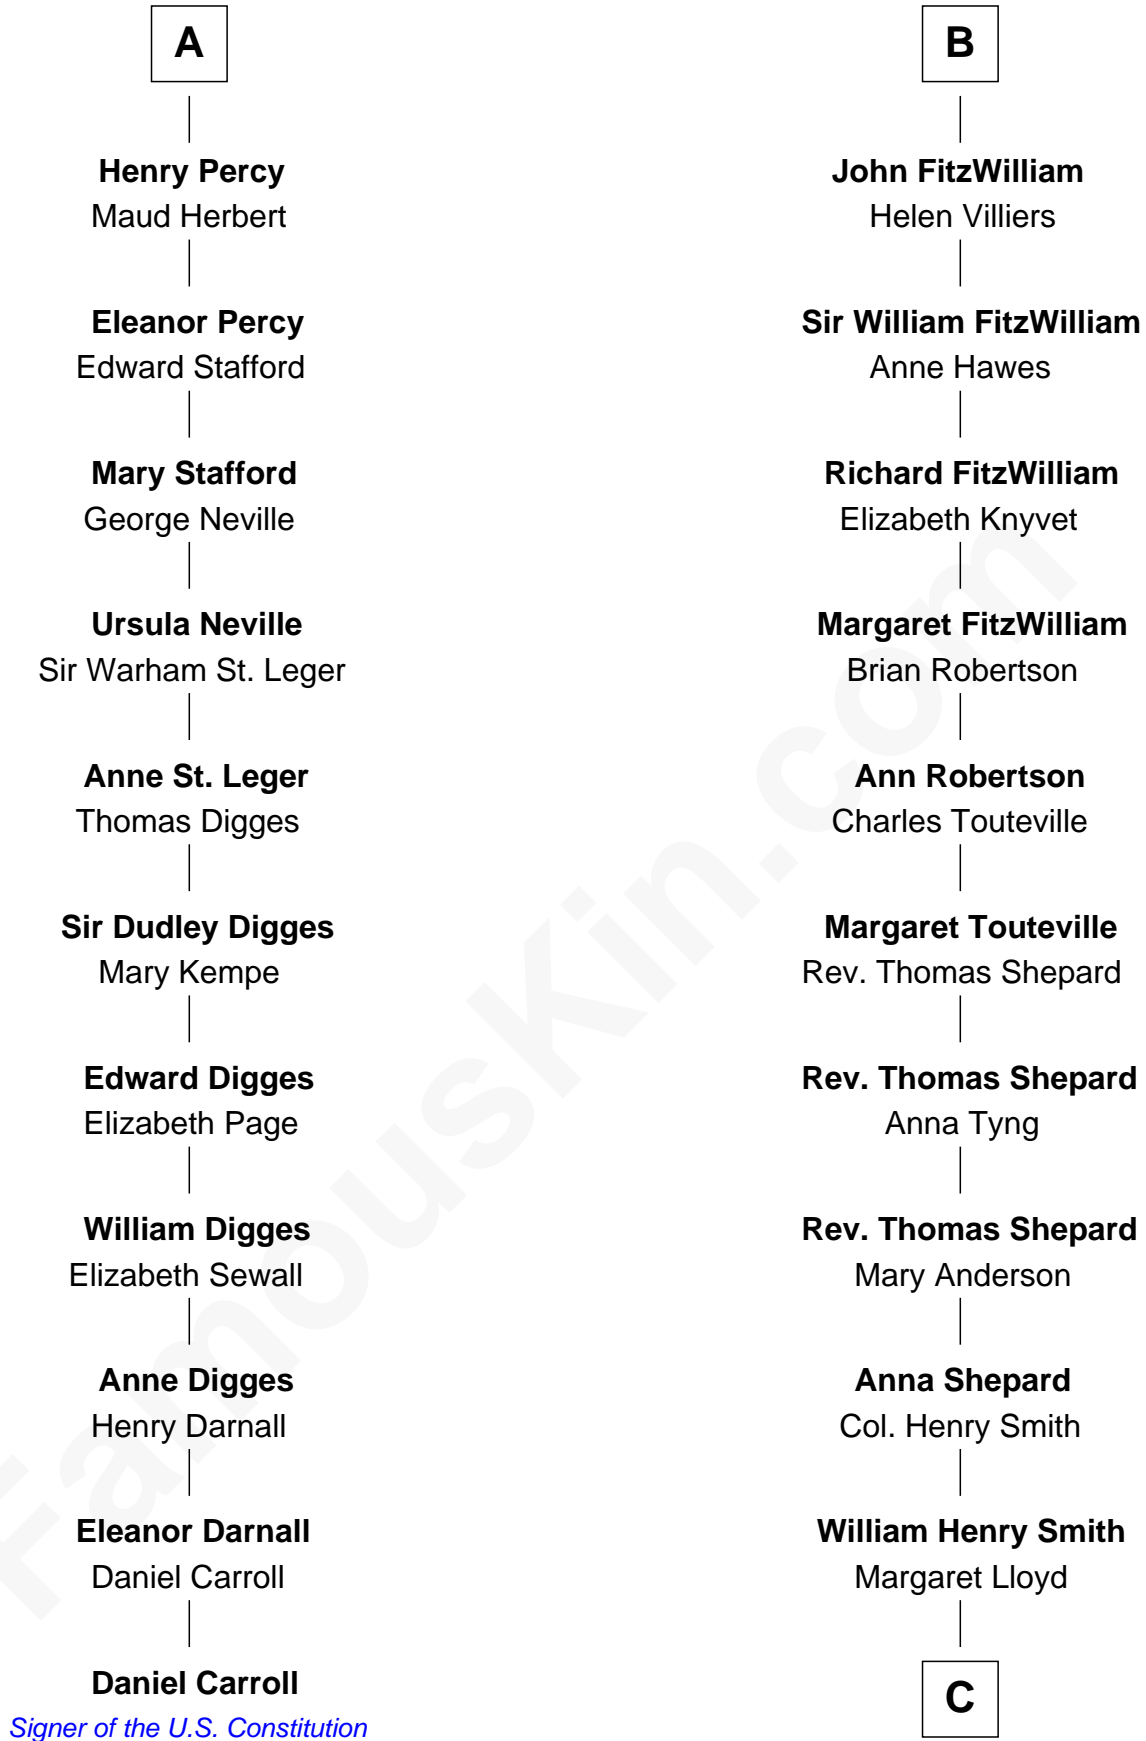 A
Henry Percy
Maud Herbert
Eleanor Percy
Edward Stafford
Mary Stafford
George Neville
Ursula Neville
Sir Warham St. Leger
Anne St. Leger
Thomas Digges
Sir Dudley Digges
Mary Kempe
Edward Digges
Elizabeth Page
William Digges
Elizabeth Sewall
Anne Digges
Henry Darnall
Eleanor Darnall
Daniel Carroll
Daniel Carroll
Signer of the U.S. Constitution
B
John FitzWilliam
Helen Villiers
Sir William FitzWilliam
Anne Hawes
Richard FitzWilliam
Elizabeth Knyvet
Margaret FitzWilliam
Brian Robertson
Ann Robertson
Charles Touteville
Margaret Touteville
Rev. Thomas Shepard
Rev. Thomas Shepard
Anna Tyng
Rev. Thomas Shepard
Mary Anderson
Anna Shepard
Col. Henry Smith
William Henry Smith
Margaret Lloyd
C
FamousKin.com